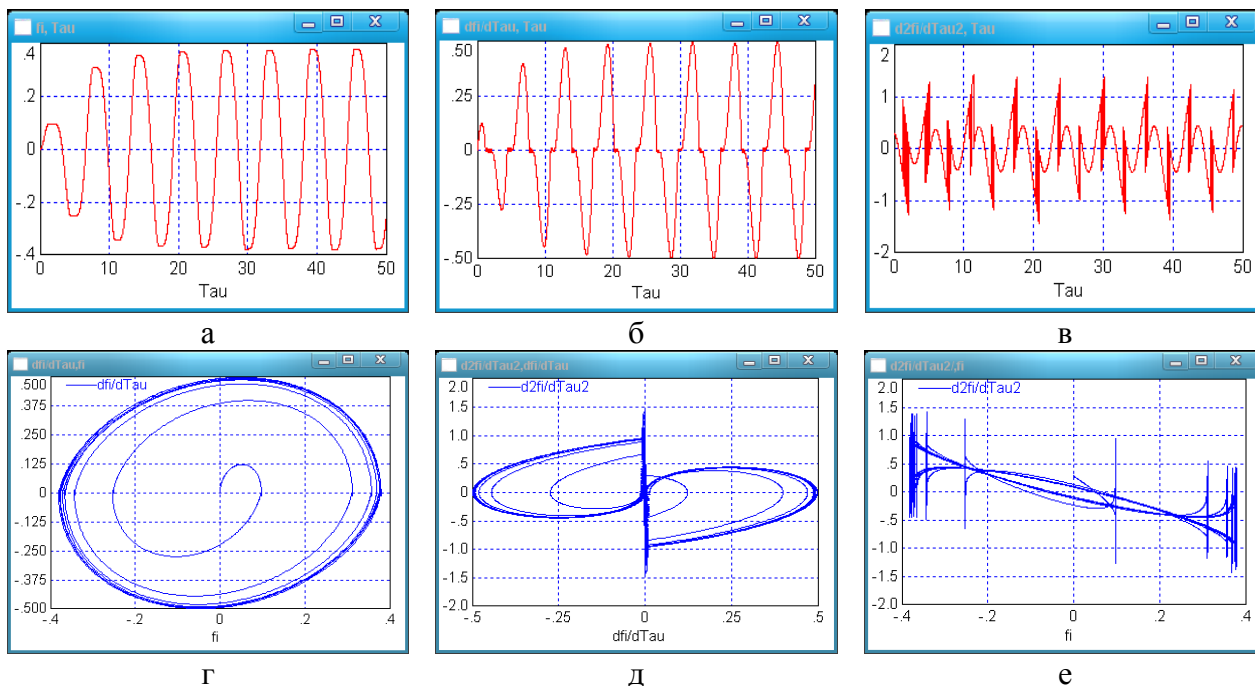 fi, Tau
.4
.2
0
-.2
-.4
0 10 20 30 40 50
Tau
а
dfi/dTau, Tau
.50
.25
0
-.25
-.50
0 10 20 30 40 50
Tau
б
d2fi/dTau2, Tau
2
1
0
-1
-2
0 10 20 30 40 50
Tau
в
dfi/dTau,fi
dfi/dTau
.500
.375
.250
.125
0
-.125
-.250
-.375
-.500
-.4 -.2 0 .2 .4
fi
г
d2fi/dTau2,dfi/dTau
d2fi/dTau2
2.0
1.5
1.0
.5
0
-.5
-1.0
-1.5
-2.0
-.5 -.25 0 .25 .5
dfi/dTau
д
d2fi/dTau2/,fi
d2fi/dTau2
2.0
1.5
1.0
.5
0
-.5
-1.0
-1.5
-2.0
-.4 -.2 0 .2 .4
fi
е